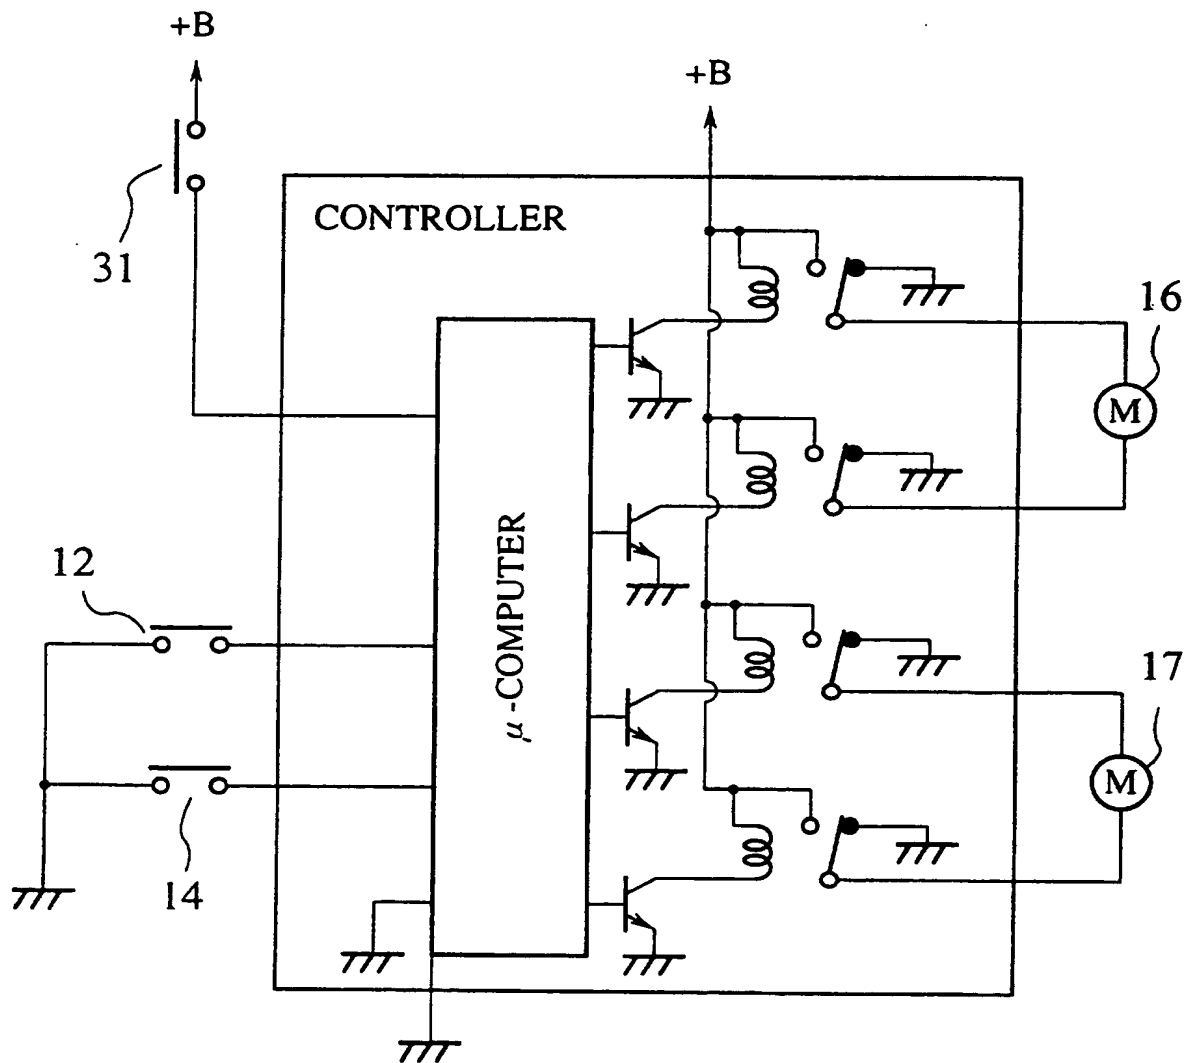 +B
+B
31
CONTROLLER
16
M
12
μ-COMPUTER
17
M
14